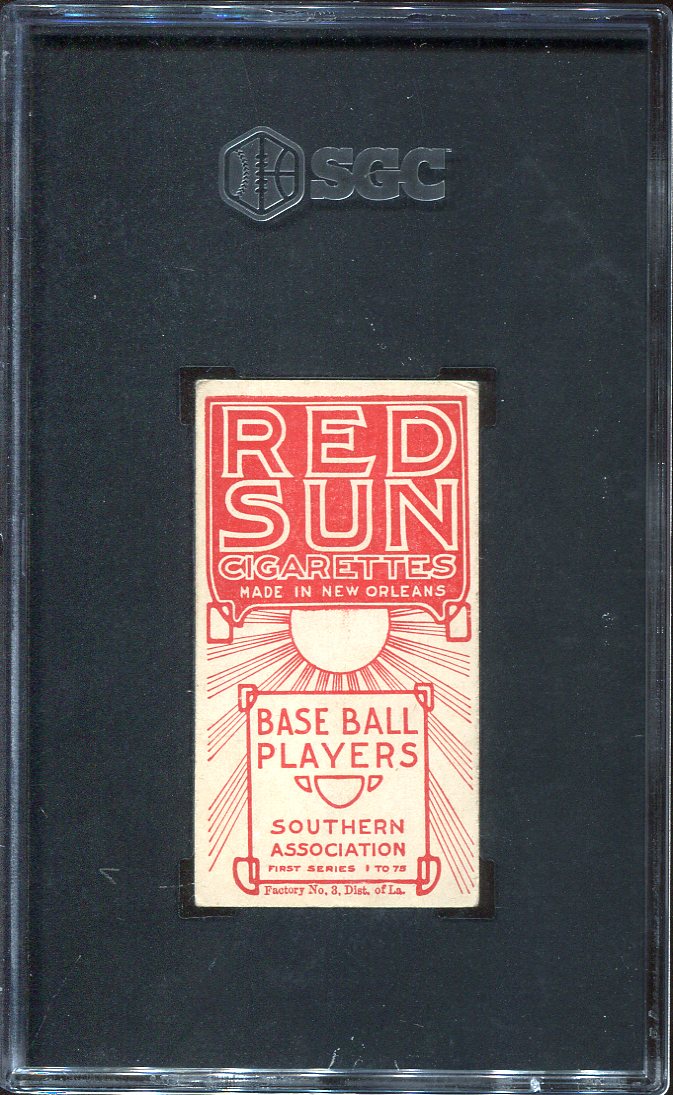 SGC
RED
SUN
CIGARETTES
MADE IN NEW ORLEANS
BASE BALL
PLAYERS
SOUTHERN
ASSOCIATION
FIRST SERIES 1 TO 75
Factory No. 3, Dist. of La.